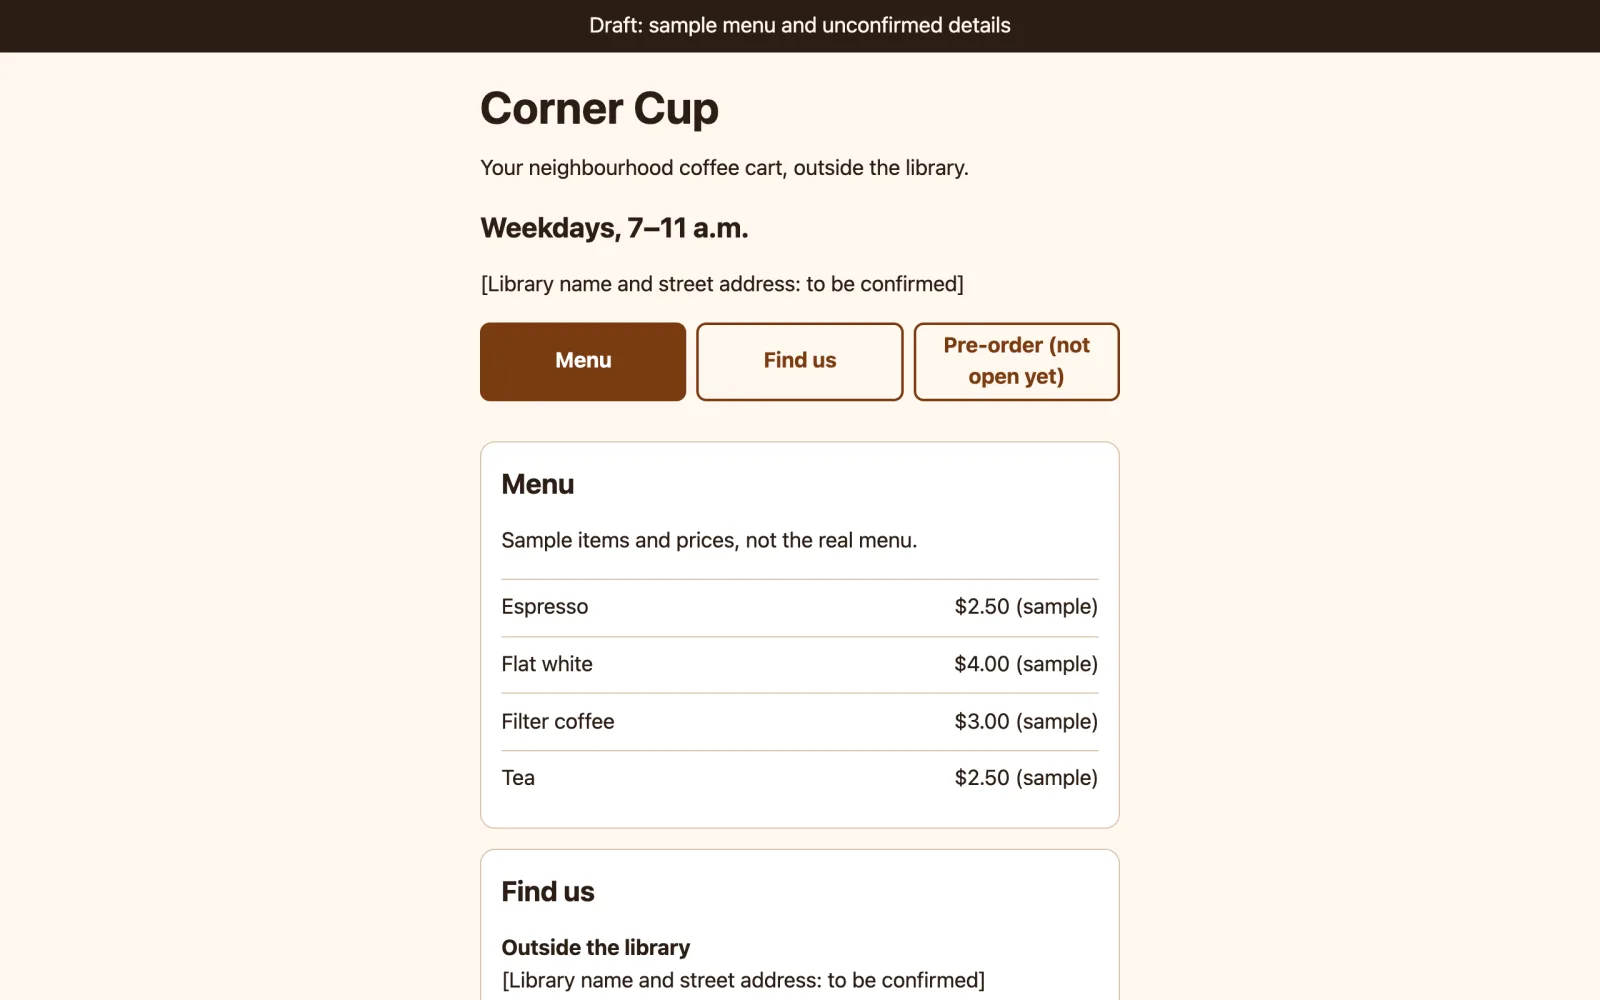 Draft: sample menu and unconfirmed details
Corner Cup
Your neighbourhood coffee cart, outside the library.
Weekdays, 7–11 a.m.
[Library name and street address: to be confirmed]
Menu
Find us
Pre-order (not
open yet)
Menu
Sample items and prices, not the real menu.
Espresso $2.50 (sample)
Flat white $4.00 (sample)
Filter coffee $3.00 (sample)
Tea $2.50 (sample)
Find us
Outside the library
[Library name and street address: to be confirmed]